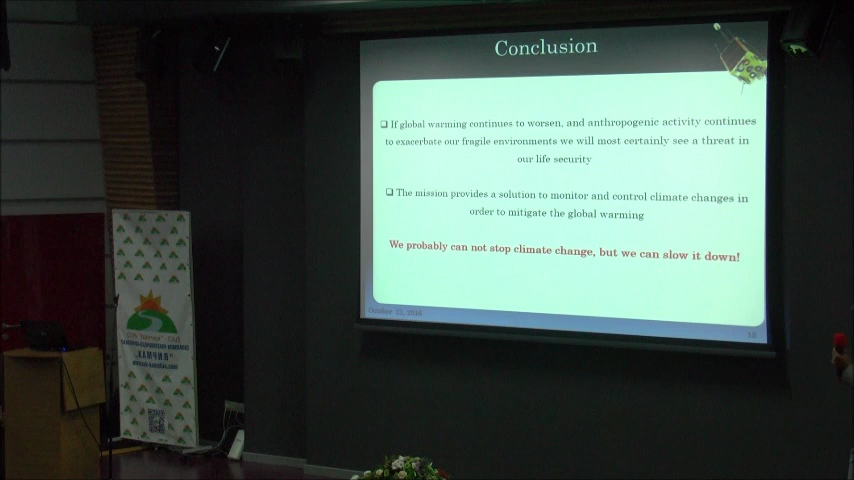 Conclusion
❑ If global warming continues to worsen, and anthropogenic activity continues
to exacerbate our fragile environments we will most certainly see a threat in
our life security
❑ The mission provides a solution to monitor and control climate changes in
order to mitigate the global warming
We probably can not stop climate change, but we can slow it down!
18
"КАМЧИЯ"